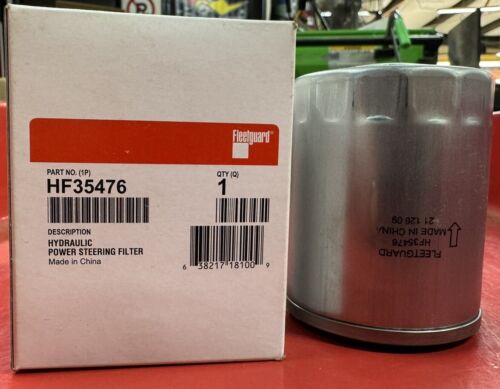 Fleetguard
PART NO. (1P)
HF35476
QTY (Q)
1
DESCRIPTION
HYDRAULIC
POWER STEERING FILTER
Made in China
6 38217 18100 9
FLEETGUARD
HF35476
MADE IN CHINA
21 126 09